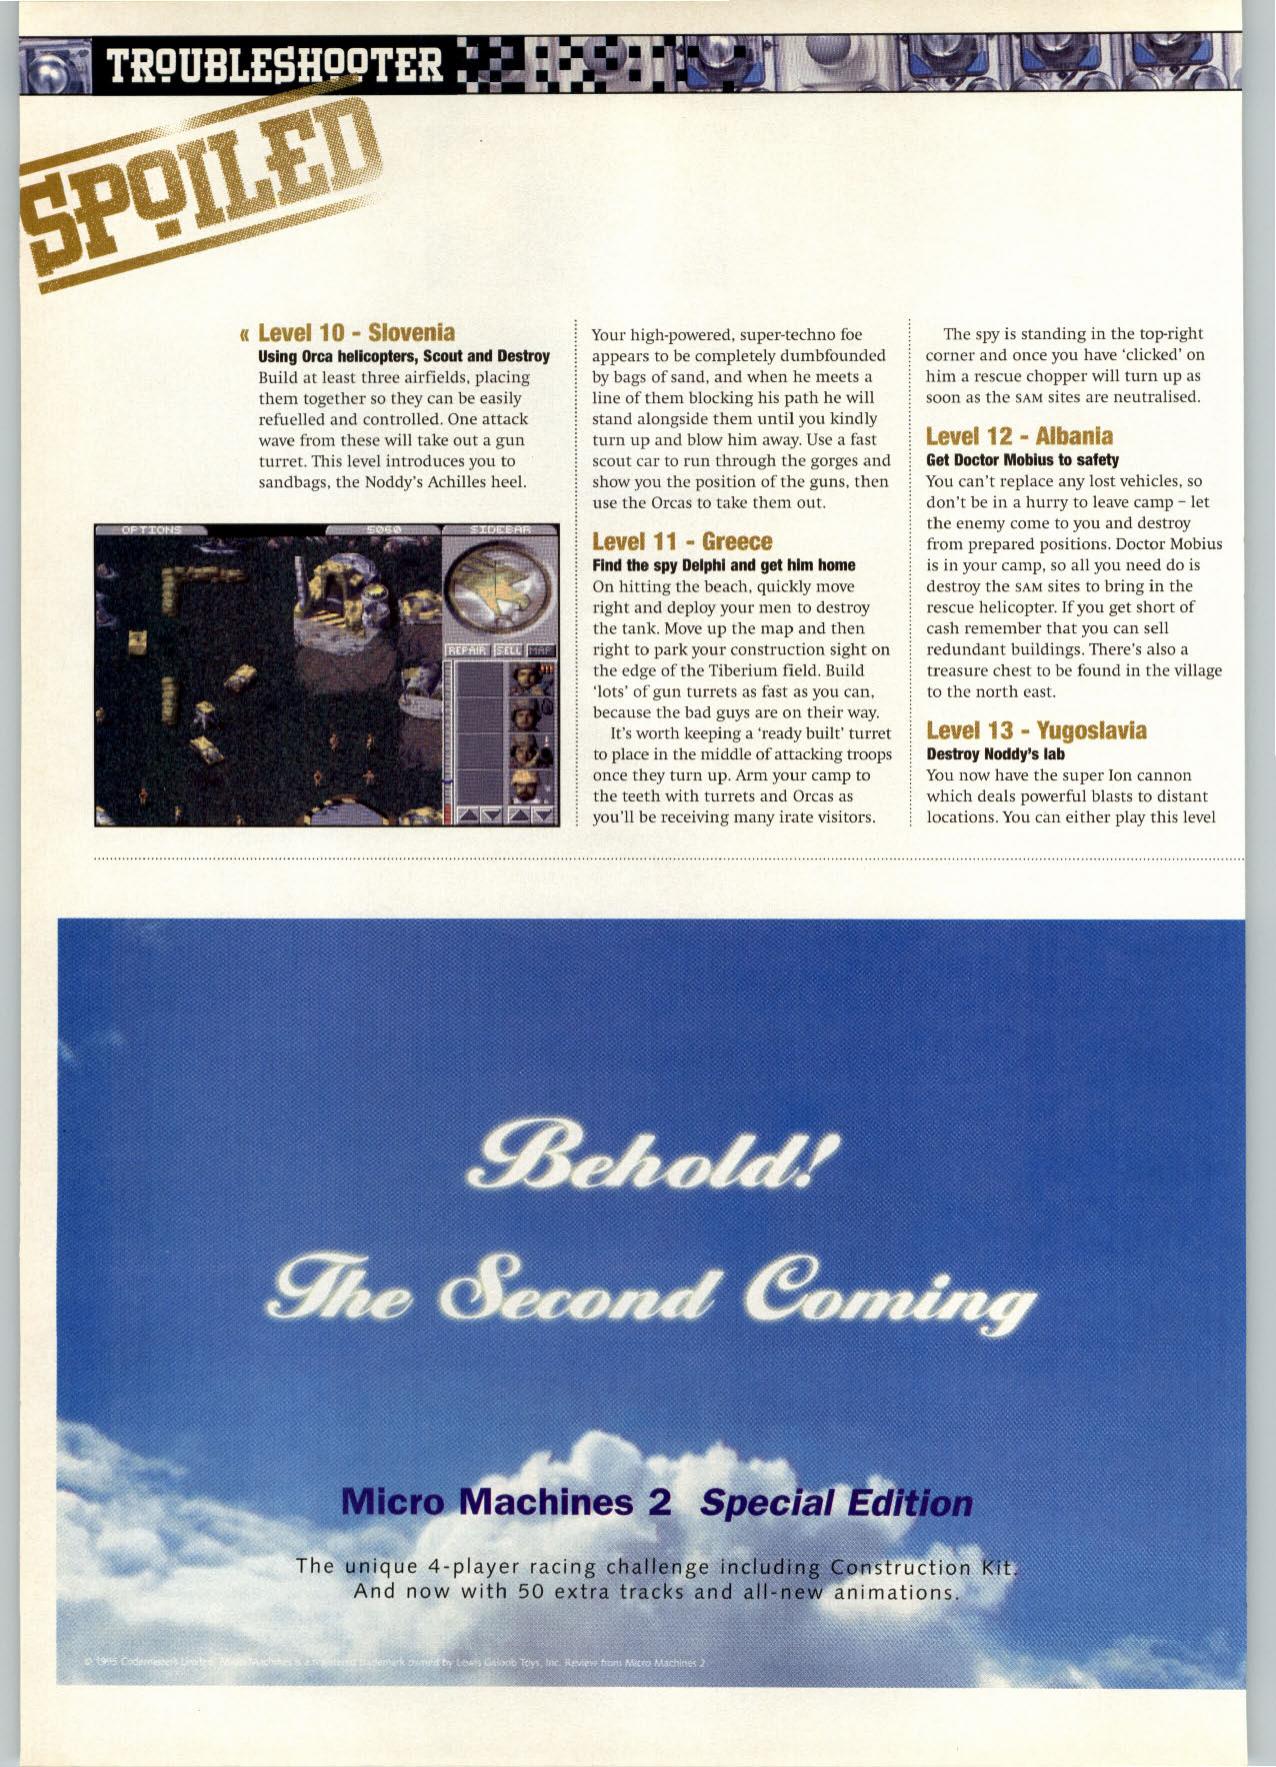 TROUBLESHOOTER
SPOILED
« Level 10 - Slovenia
Using Orca helicopters, Scout and Destroy
Build at least three airfields, placing
them together so they can be easily
refuelled and controlled. One attack
wave from these will take out a gun
turret. This level introduces you to
sandbags, the Noddy's Achilles heel.
OPTIONS 5060 SIDEBAR
REPAIR SELL MAP
Your high-powered, super-techno foe
appears to be completely dumbfounded
by bags of sand, and when he meets a
line of them blocking his path he will
stand alongside them until you kindly
turn up and blow him away. Use a fast
scout car to run through the gorges and
show you the position of the guns, then
use the Orcas to take them out.
Level 11 - Greece
Find the spy Delphi and get him home
On hitting the beach, quickly move
right and deploy your men to destroy
the tank. Move up the map and then
right to park your construction sight on
the edge of the Tiberium field. Build
'lots' of gun turrets as fast as you can,
because the bad guys are on their way.
It's worth keeping a 'ready built' turret
to place in the middle of attacking troops
once they turn up. Arm your camp to
the teeth with turrets and Orcas as
you'll be receiving many irate visitors.
The spy is standing in the top-right
corner and once you have 'clicked' on
him a rescue chopper will turn up as
soon as the SAM sites are neutralised.
Level 12 - Albania
Get Doctor Mobius to safety
You can't replace any lost vehicles, so
don't be in a hurry to leave camp – let
the enemy come to you and destroy
from prepared positions. Doctor Mobius
is in your camp, so all you need do is
destroy the SAM sites to bring in the
rescue helicopter. If you get short of
cash remember that you can sell
redundant buildings. There's also a
treasure chest to be found in the village
to the north east.
Level 13 - Yugoslavia
Destroy Noddy's lab
You now have the super Ion cannon
which deals powerful blasts to distant
locations. You can either play this level
Behold!
The Second Coming
Micro Machines 2 Special Edition
The unique 4-player racing challenge including Construction Kit.
And now with 50 extra tracks and all-new animations.
© 1995 Codemasters Limited. Micro Machines is a registered trademark owned by Lewis Galoob Toys, Inc. Review from Micro Machines 2